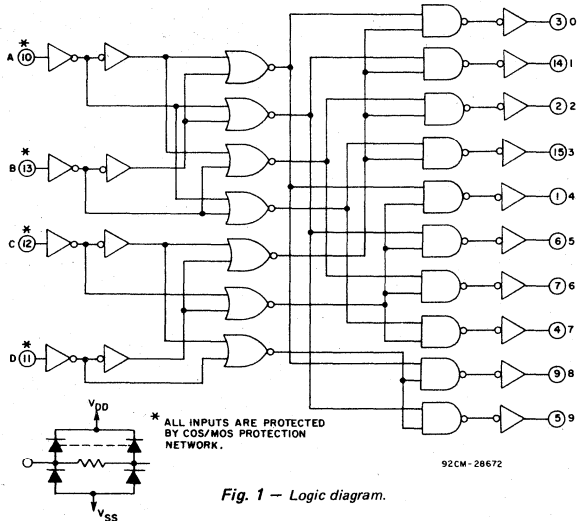 *
A 10
*
B 13
*
C 12
*
D 11
3 0
14 1
2 2
15 3
1 4
6 5
7 6
4 7
9 8
5 9
VDD
VSS
* ALL INPUTS ARE PROTECTED
BY COS/MOS PROTECTION
NETWORK.
92CM-28672
Fig. 1 — Logic diagram.